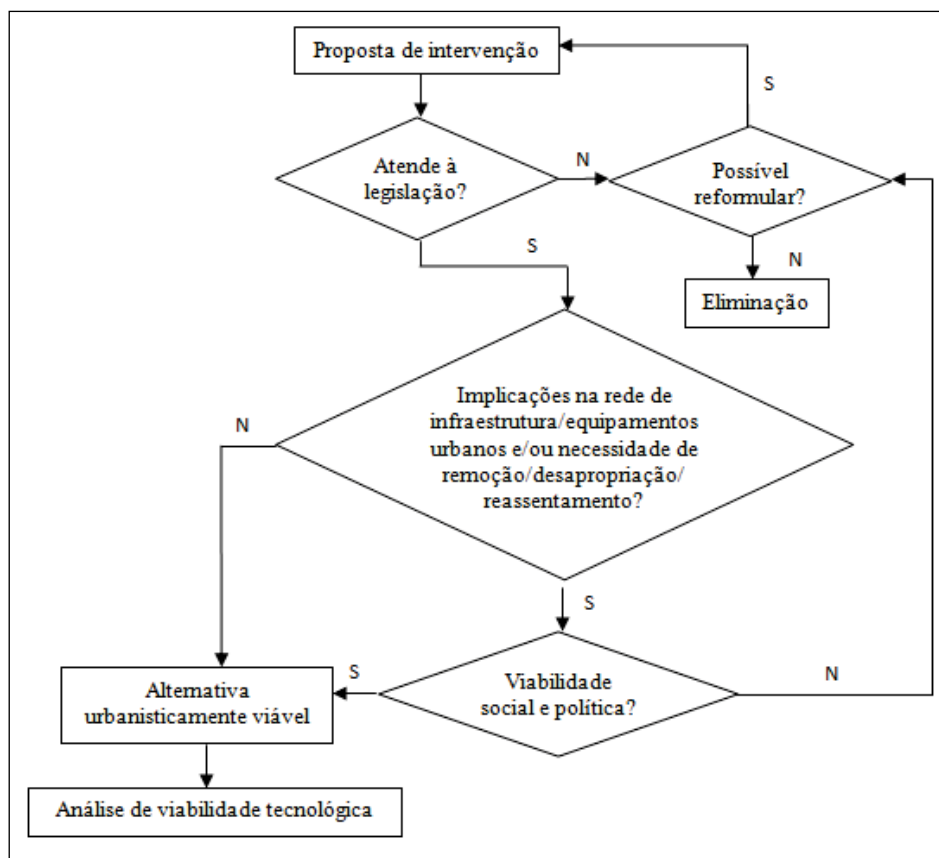 Proposta de intervenção
S
Atende à
legislação?
N
Possível
reformular?
S
N
Eliminação
Implicações na rede de
infraestrutura/equipamentos
urbanos e/ou necessidade de
remoção/desapropriação/
reassentamento?
N
S
Viabilidade
social e política?
S
N
Alternativa
urbanisticamente viável
Análise de viabilidade tecnológica